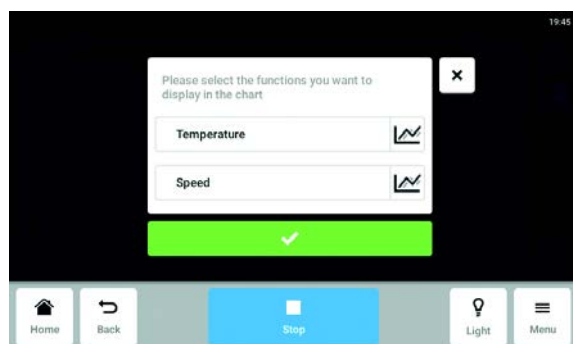 19:45
Please select the functions you want to
display in the chart
Temperature
Speed
Home
Back
Stop
Light
Menu